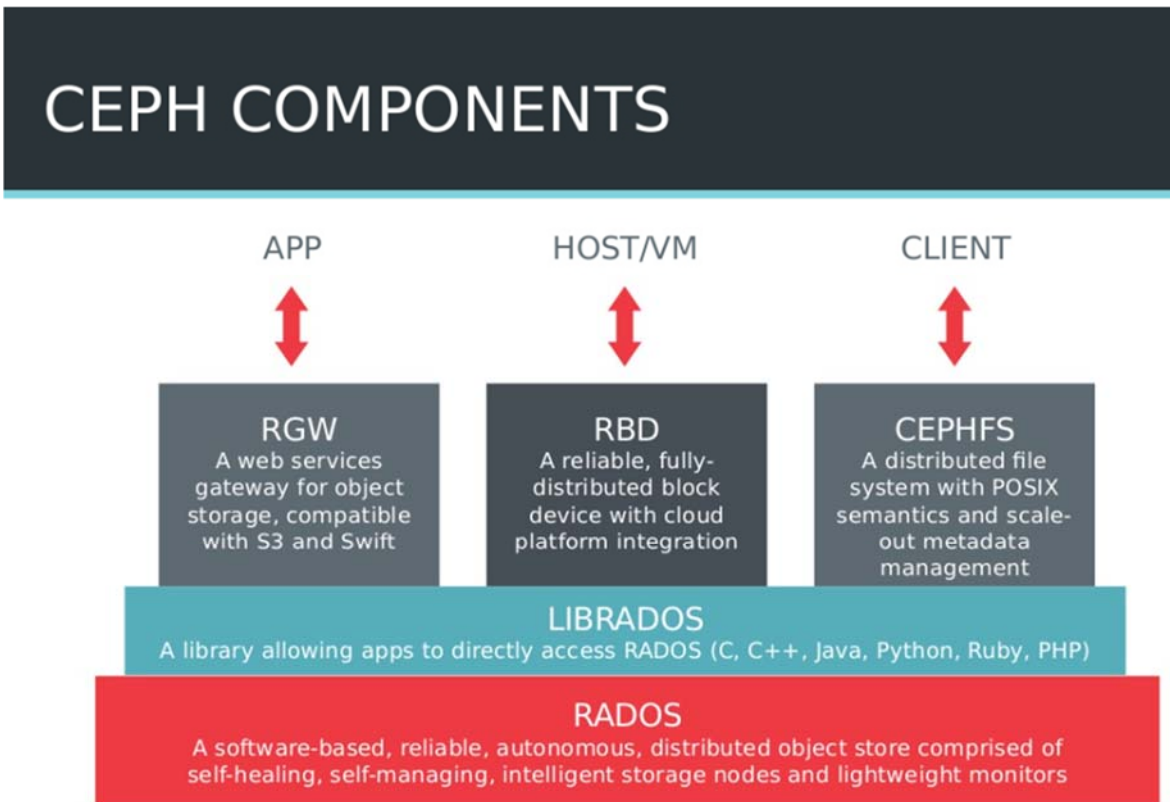 CEPH COMPONENTS
APP
HOST/VM
CLIENT
RGW
A web services
gateway for object
storage, compatible
with S3 and Swift
RBD
A reliable, fully-
distributed block
device with cloud
platform integration
CEPHFS
A distributed file
system with POSIX
semantics and scale-
out metadata
management
LIBRADOS
A library allowing apps to directly access RADOS (C, C++, Java, Python, Ruby, PHP)
RADOS
A software-based, reliable, autonomous, distributed object store comprised of
self-healing, self-managing, intelligent storage nodes and lightweight monitors